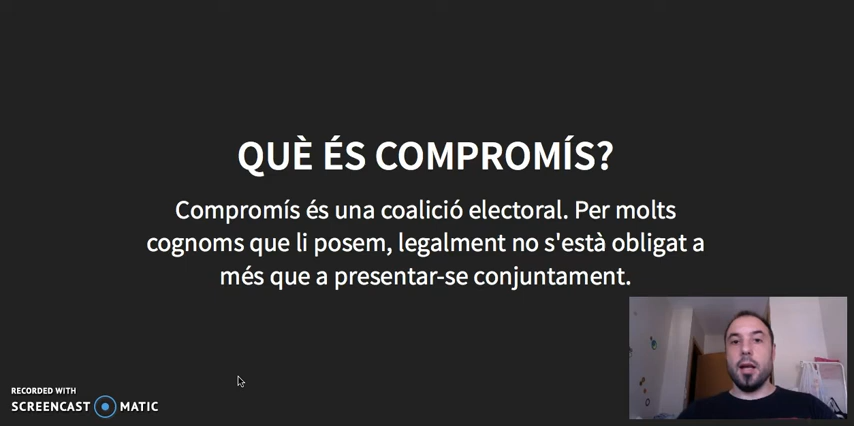 QUÈ ÉS COMPROMÍS?
Compromís és una coalició electoral. Per molts
cognoms que li posem, legalment no s'està obligat a
més que a presentar-se conjuntament.
RECORDED WITH
SCREENCAST MATIC